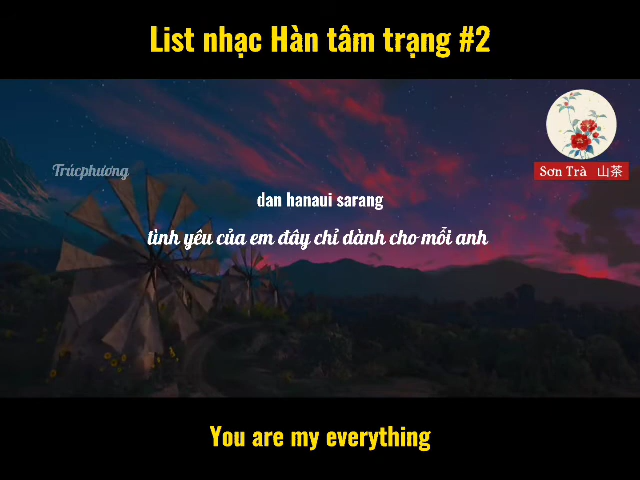 List nhạc Hàn tâm trạng #2
Trúcphương
Sơn Trà 山茶
dan hanaui sarang
tình yêu của em đây chỉ dành cho mỗi anh
You are my everything